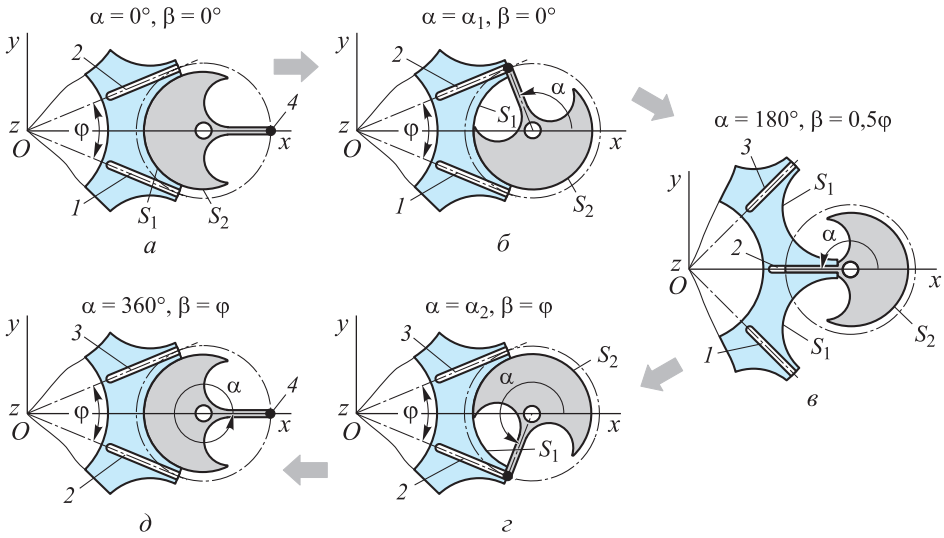 α = 0°, β = 0°
y
2
4
z
φ
O
x
1
S₁
S₂
а
α = α₁, β = 0°
y
2
α
S₁
z
φ
O
x
1
S₂
б
α = 180°, β = 0,5φ
3
y
S₁
2
α
z
O
x
1
S₁
S₂
в
α = 360°, β = φ
y
3
4
α
z
φ
O
x
2
д
α = α₂, β = φ
y
3
S₂
α
z
φ
O
x
S₁
2
г